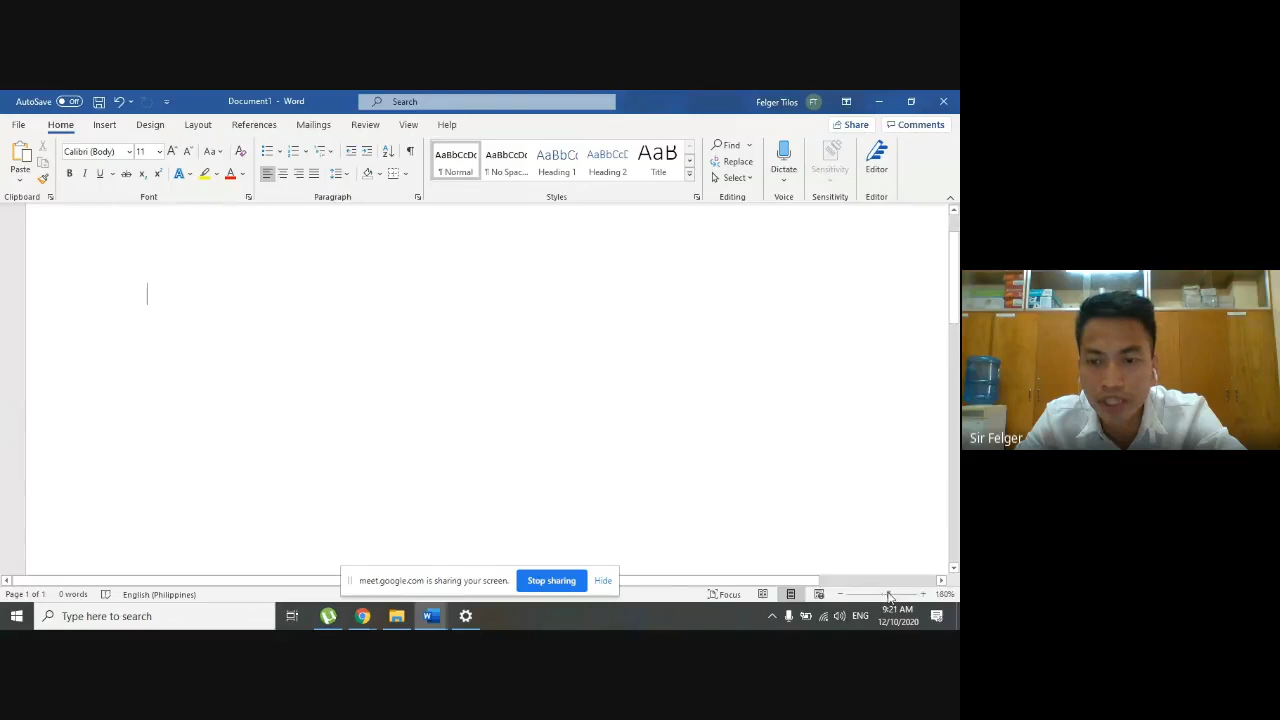 AutoSave Off Document1 - Word Search Felger Tilos FT
File Home Insert Design Layout References Mailings Review View Help Share Comments
Paste Calibri (Body) 11 Aa AaBbCcDc AaBbCcDc AaBbCc AaBbCcD AaB Find Replace Select Dictate Sensitivity Editor
¶ Normal ¶ No Spac... Heading 1 Heading 2 Title
Clipboard Font Paragraph Styles Editing Voice Sensitivity Editor
Sir Felger
meet.google.com is sharing your screen. Stop sharing Hide
Page 1 of 1 0 words English (Philippines) Focus 180%
Type here to search ENG 9:21 AM
12/10/2020